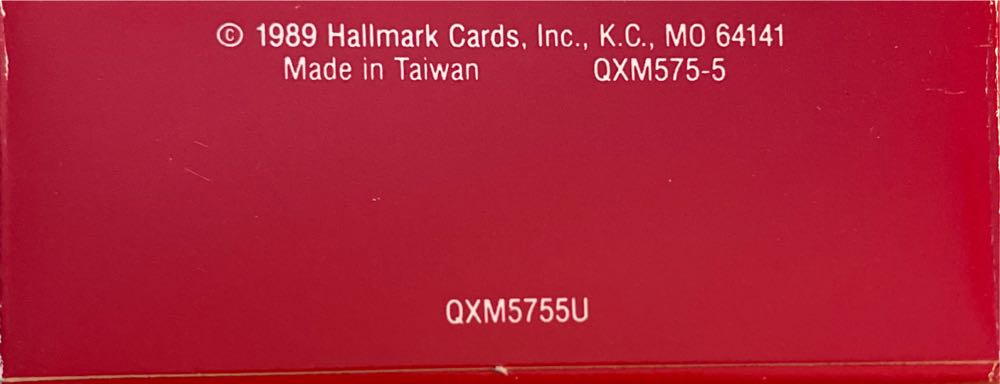 © 1989 Hallmark Cards, Inc., K.C., MO 64141
Made in Taiwan QXM575-5
QXM5755U